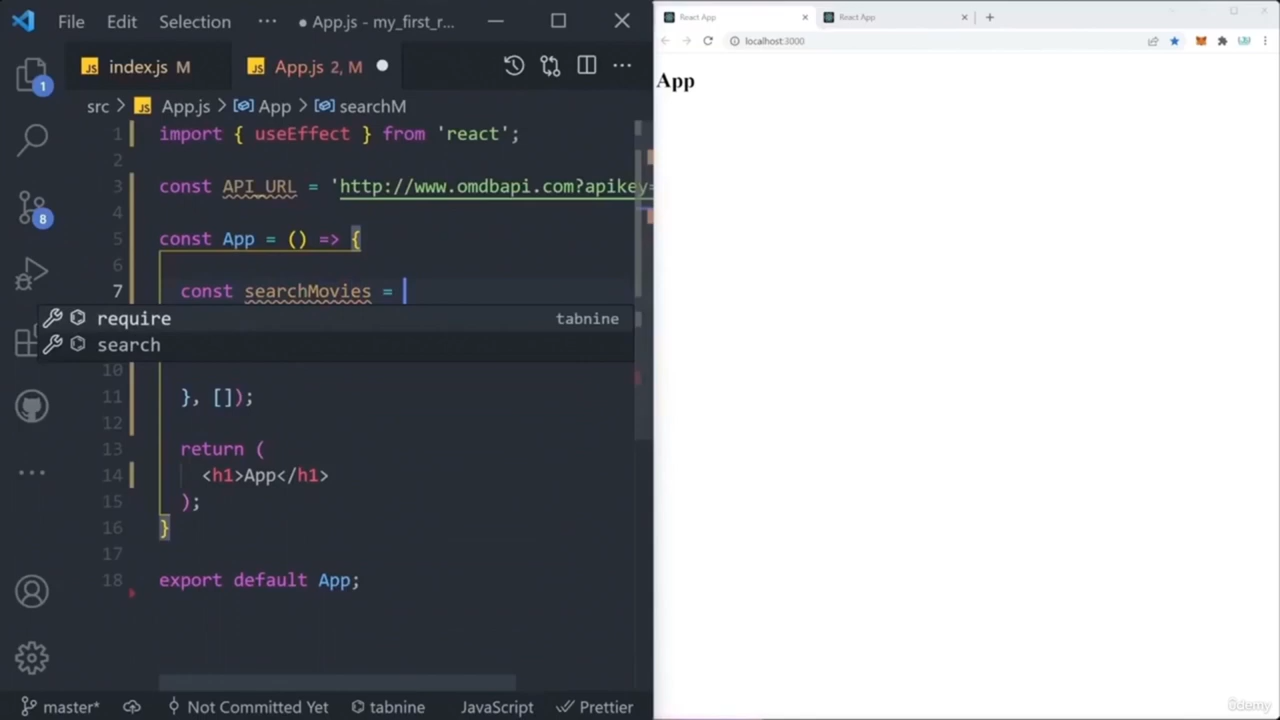 File Edit Selection ··· ● App.js - my_first_r...
index.js M
App.js 2, M
src > App.js > App > searchM
1 import { useEffect } from 'react';
2
3 const API_URL = 'http://www.omdbapi.com?apikey=
4
5 const App = () => {
6
7 const searchMovies =
require tabnine
search
10
11 }, []);
12
13 return (
14 <h1>App</h1>
15 );
16 }
17
18 export default App;
1
8
master* Not Committed Yet tabnine JavaScript Prettier
React App
React App
localhost:3000
App
ûdemy